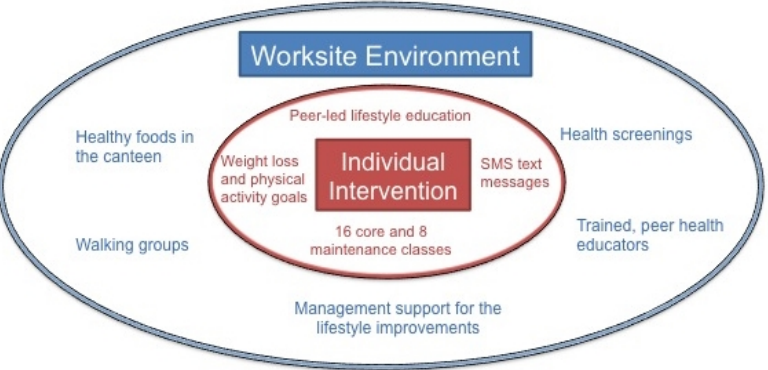 Worksite Environment
Peer-led lifestyle education
Healthy foods in
the canteen
Health screenings
Weight loss
and physical
activity goals
Individual
Intervention
SMS text
messages
16 core and 8
maintenance classes
Walking groups
Trained, peer health
educators
Management support for the
lifestyle improvements